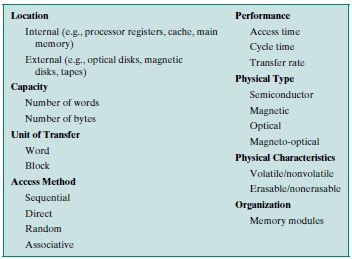 Location
Internal (e.g., processor registers, cache, main
memory)
External (e.g., optical disks, magnetic
disks, tapes)
Capacity
Number of words
Number of bytes
Unit of Transfer
Word
Block
Access Method
Sequential
Direct
Random
Associative
Performance
Access time
Cycle time
Transfer rate
Physical Type
Semiconductor
Magnetic
Optical
Magneto-optical
Physical Characteristics
Volatile/nonvolatile
Erasable/nonerasable
Organization
Memory modules